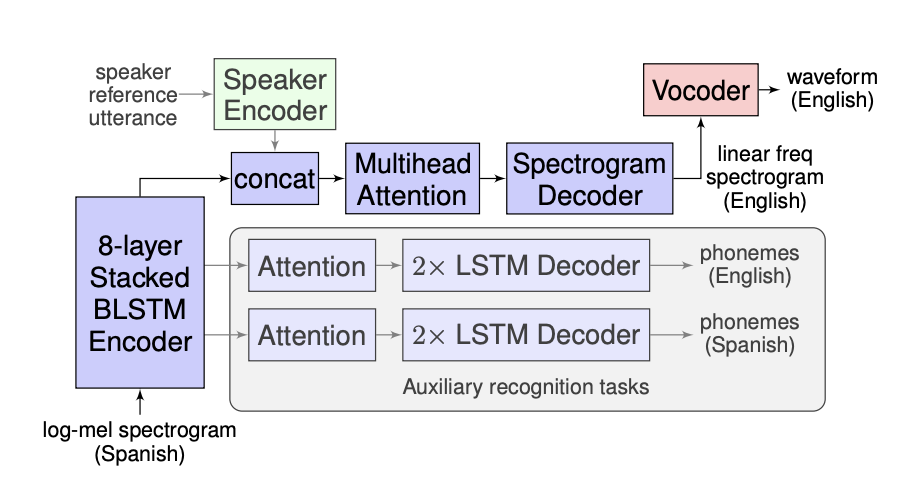 speaker
reference
utterance
Speaker
Encoder
Vocoder
waveform
(English)
concat
Multihead
Attention
Spectrogram
Decoder
linear freq
spectrogram
(English)
8-layer
Stacked
BLSTM
Encoder
Attention
2× LSTM Decoder
phonemes
(English)
Attention
2× LSTM Decoder
phonemes
(Spanish)
Auxiliary recognition tasks
log-mel spectrogram
(Spanish)